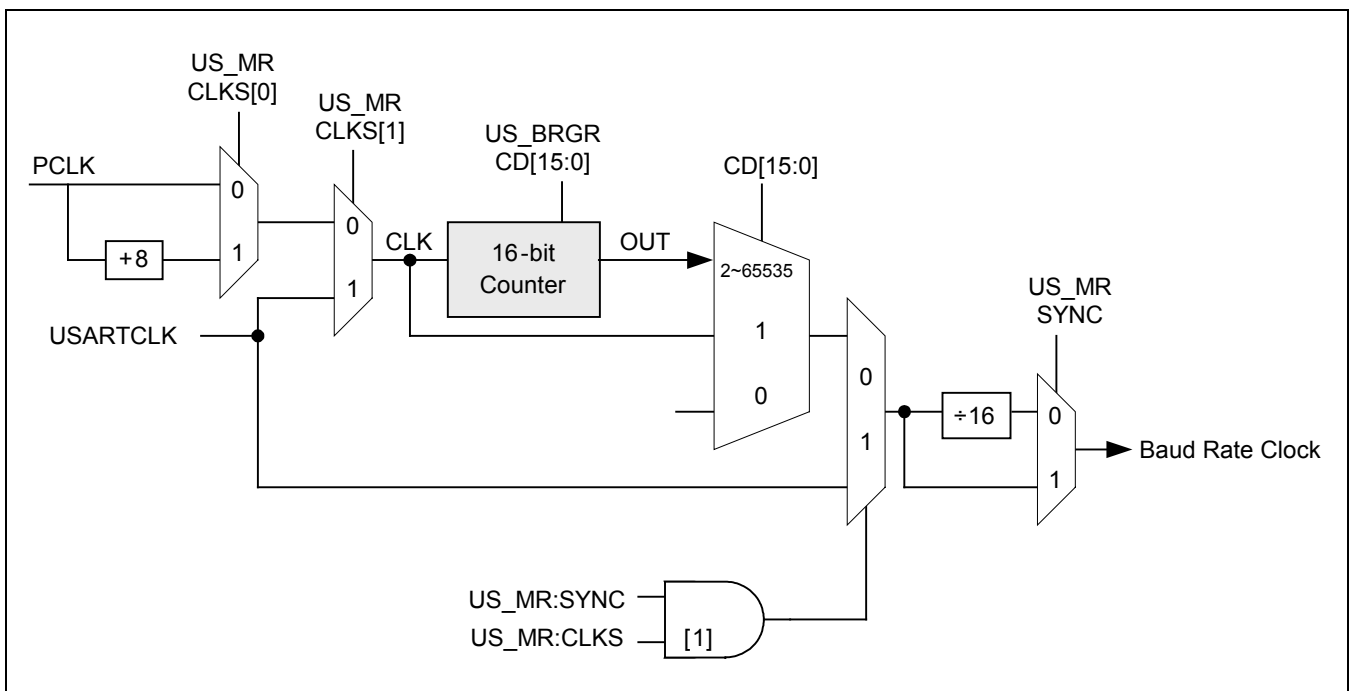 US_MR
CLKS[0]
US_MR
CLKS[1]
US_BRGR
CD[15:0]
CD[15:0]
PCLK
0
1
+8
0
1
CLK
16-bit
Counter
OUT
2~65535
1
0
USARTCLK
0
1
US_MR
SYNC
÷16
0
1
Baud Rate Clock
US_MR:SYNC
US_MR:CLKS
[1]